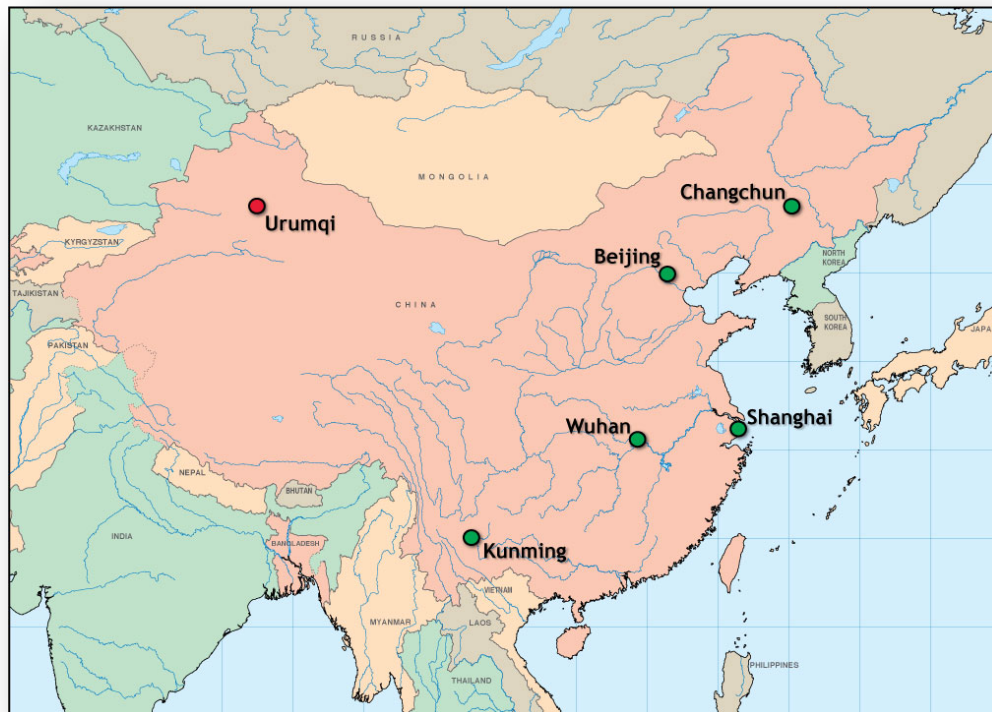 RUSSIA
KAZAKHSTAN
MONGOLIA
Changchun
Urumqi
KYRGYZSTAN
Beijing
NORTH
KOREA
TAJIKISTAN
CHINA
SOUTH
KOREA
JAPA
PAKISTAN
Shanghai
Wuhan
NEPAL
BHUTAN
INDIA
BANGLADESH
Kunming
VIETNAM
MYANMAR
LAOS
PHILIPPINES
THAILAND